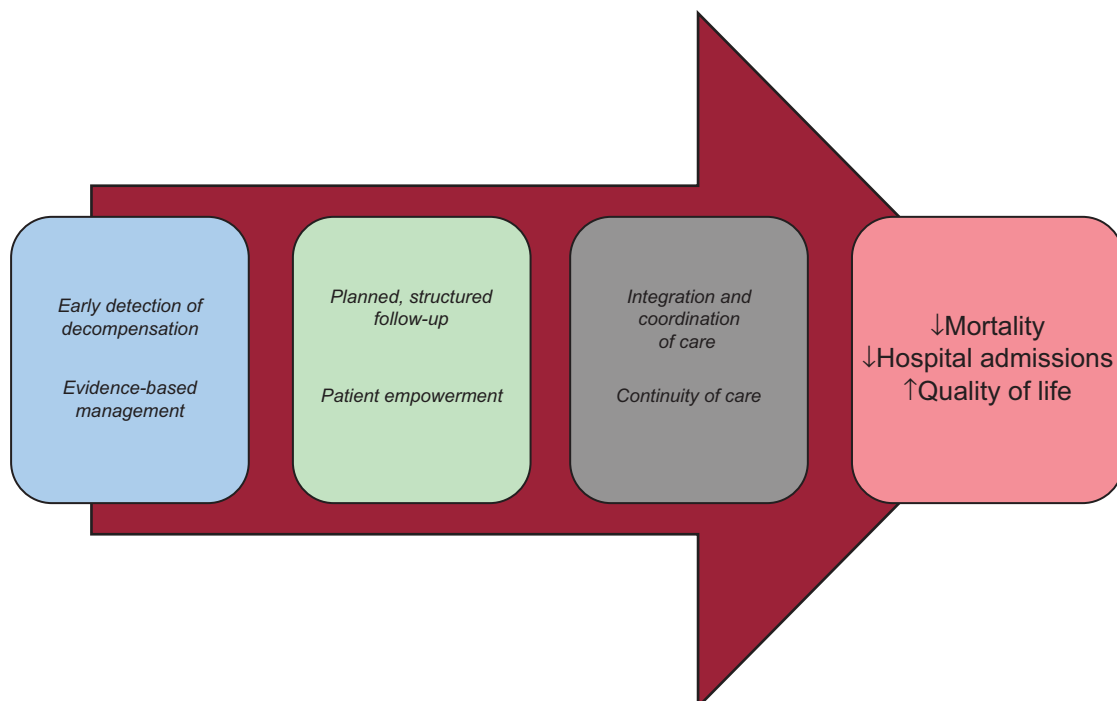 Early detection of
decompensation
Evidence-based
management
Planned, structured
follow-up
Patient empowerment
Integration and
coordination
of care
Continuity of care
↓Mortality
↓Hospital admissions
↑Quality of life